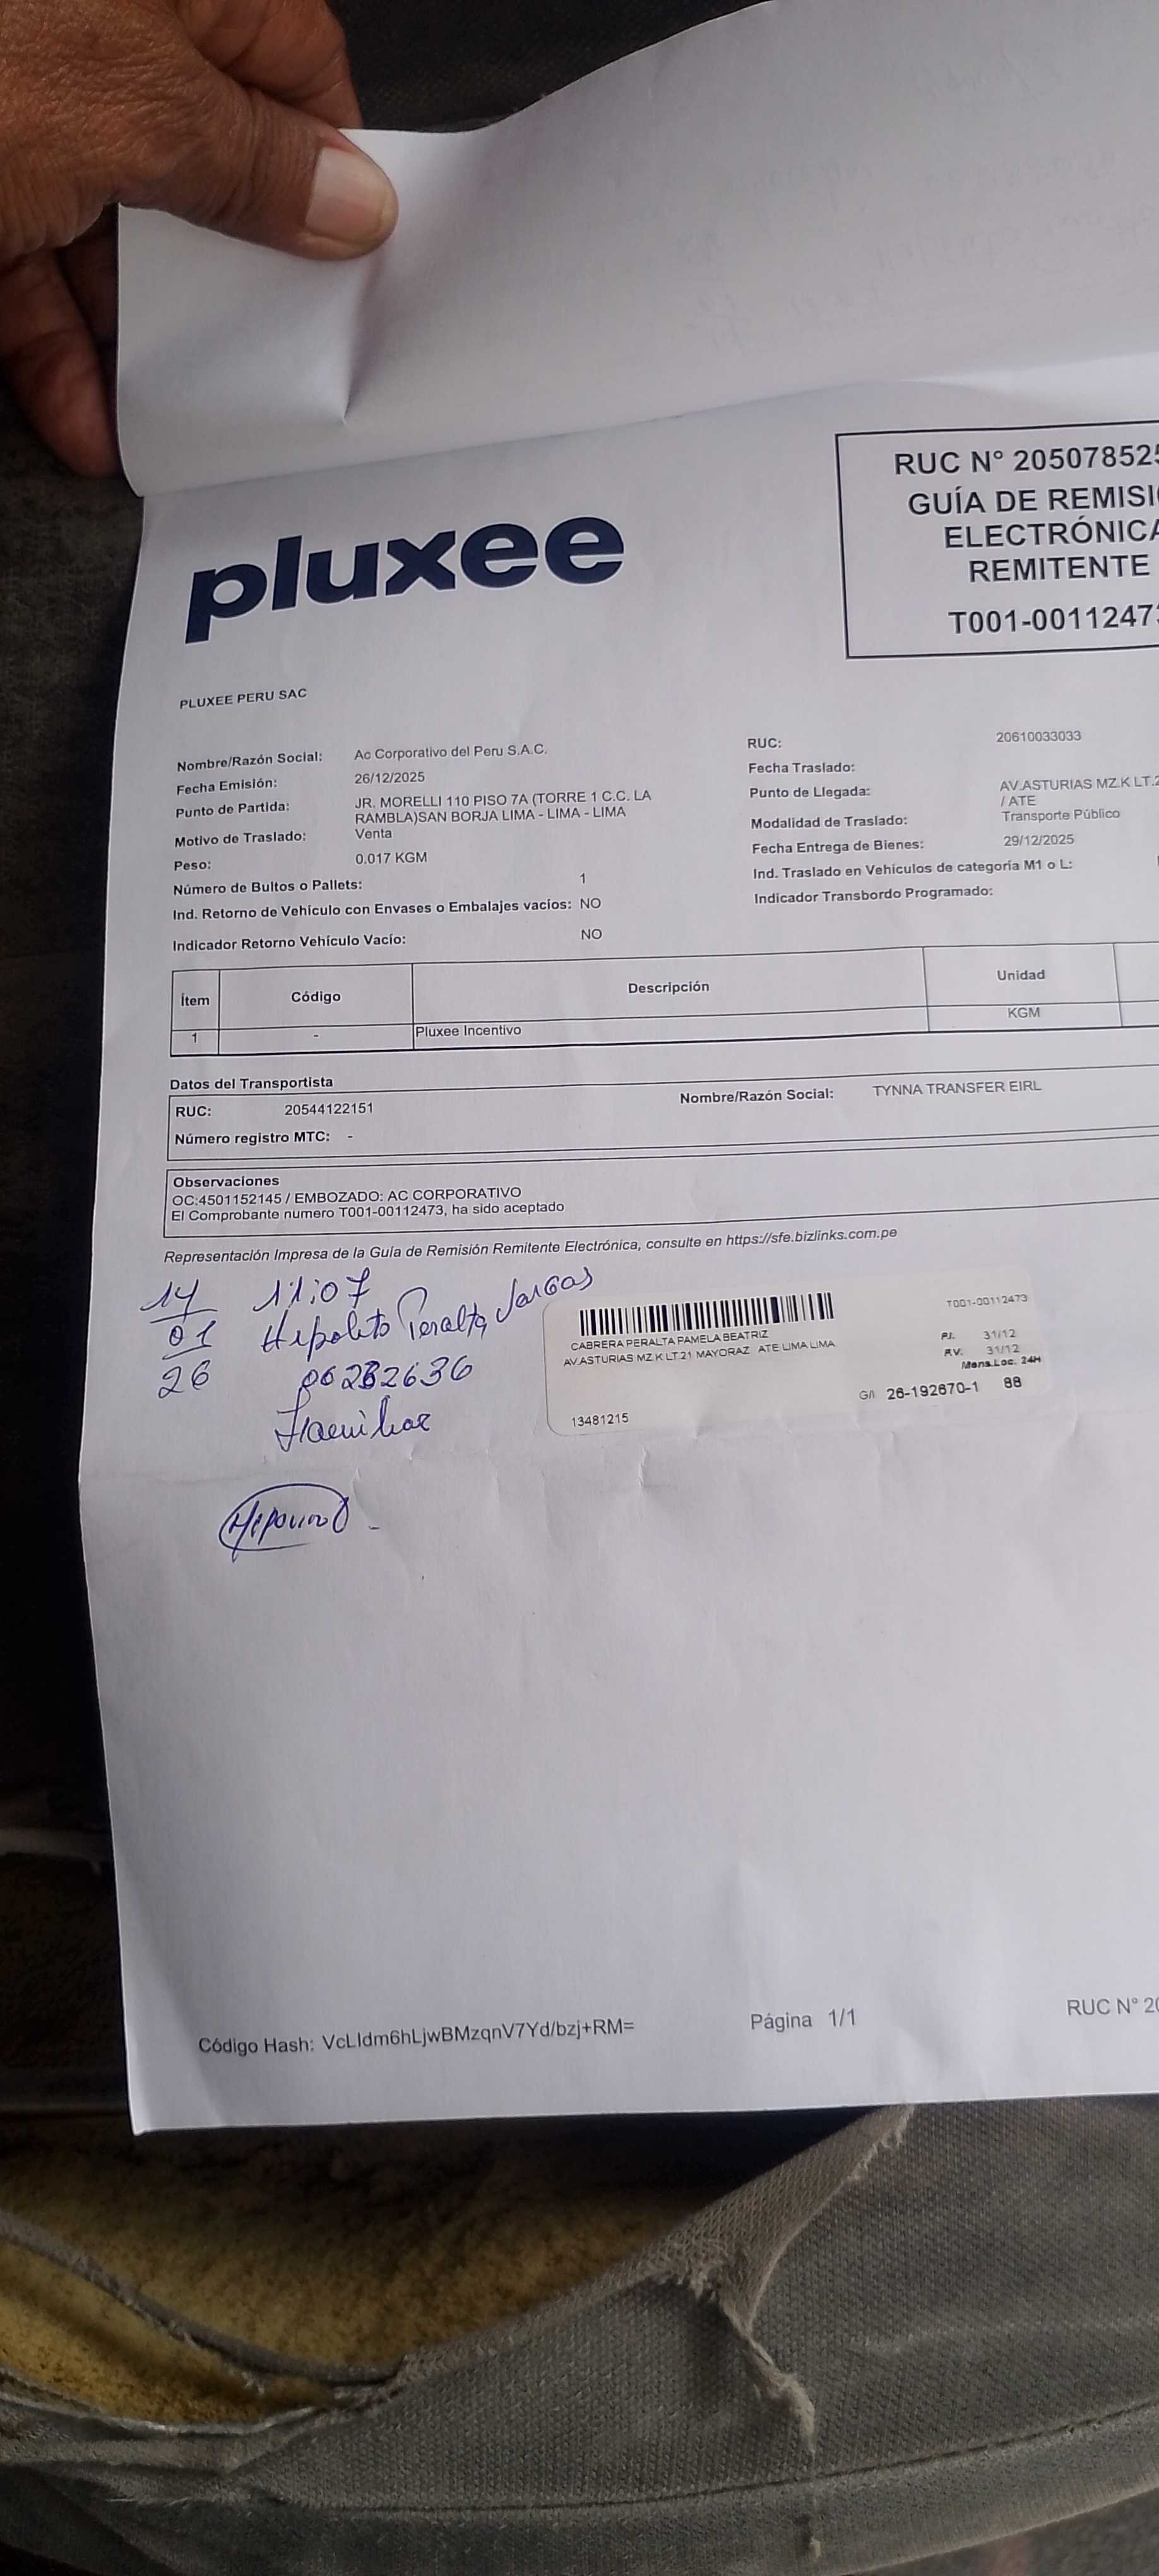 pluxee
RUC N° 205078525
GUÍA DE REMISI
ELECTRÓNICA
REMITENTE
T001-00112473
PLUXEE PERU SAC
Nombre/Razón Social: Ac Corporativo del Peru S.A.C.
Fecha Emisión: 26/12/2025
Punto de Partida: JR. MORELLI 110 PISO 7A (TORRE 1 C.C. LA
RAMBLA)SAN BORJA LIMA - LIMA - LIMA
Motivo de Traslado: Venta
Peso: 0.017 KGM
Número de Bultos o Pallets: 1
Ind. Retorno de Vehículo con Envases o Embalajes vacíos: NO
Indicador Retorno Vehículo Vacío: NO
RUC: 20610033033
Fecha Traslado:
Punto de Llegada: AV.ASTURIAS MZ.K LT.2
/ ATE
Modalidad de Traslado: Transporte Público
Fecha Entrega de Bienes: 29/12/2025
Ind. Traslado en Vehículos de categoría M1 o L:
Indicador Transbordo Programado:
Ítem Código Descripción Unidad
1 - Pluxee Incentivo KGM
Datos del Transportista
RUC: 20544122151 Nombre/Razón Social: TYNNA TRANSFER EIRL
Número registro MTC: -
Observaciones
OC:4501152145 / EMBOZADO: AC CORPORATIVO
El Comprobante numero T001-00112473, ha sido aceptado
Representación Impresa de la Guía de Remisión Remitente Electrónica, consulte en https://sfe.bizlinks.com.pe
14 11:07
01 Hipolito Peralta Vargas
26
Familiar
T001-00112473
CABRERA PERALTA PAMELA BEATRIZ
AV.ASTURIAS MZ.K LT.21 MAYORAZ ATE LIMA LIMA
P.I. 31/12
P.V. 31/12
Mens.Loc. 24H
G/I 26-192670-1 88
13481215
Código Hash: VcLIdm6hLjwBMzqnV7Yd/bzj+RM= Página 1/1 RUC N° 20